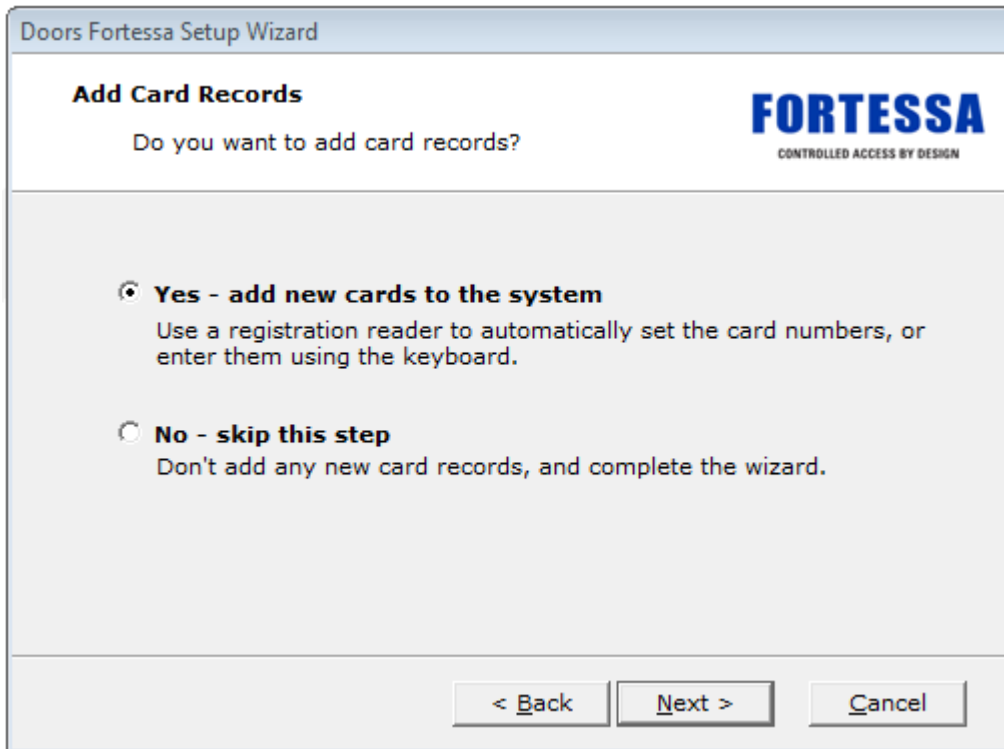 Doors Fortessa Setup Wizard
Add Card Records
Do you want to add card records?
FORTESSA
CONTROLLED ACCESS BY DESIGN
Yes - add new cards to the system
Use a registration reader to automatically set the card numbers, or
enter them using the keyboard.
No - skip this step
Don't add any new card records, and complete the wizard.
< Back
Next >
Cancel